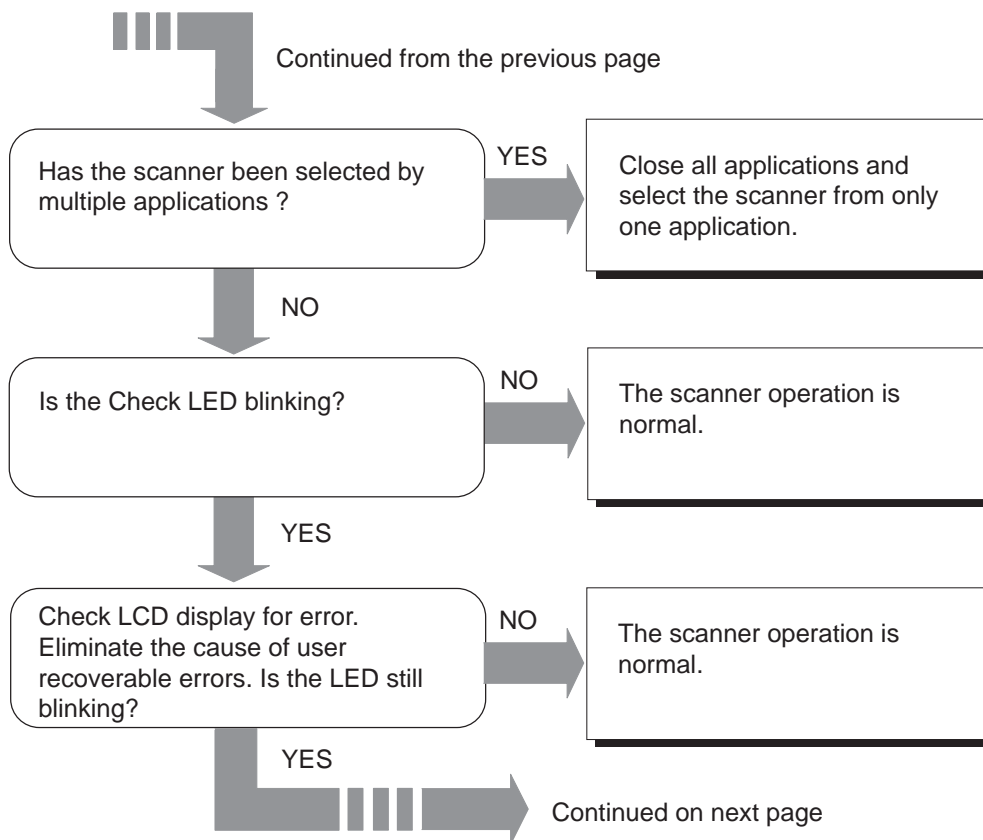 Continued from the previous page
Has the scanner been selected by
multiple applications ?
YES
Close all applications and
select the scanner from only
one application.
NO
Is the Check LED blinking?
NO
The scanner operation is
normal.
YES
Check LCD display for error.
Eliminate the cause of user
recoverable errors. Is the LED still
blinking?
NO
The scanner operation is
normal.
YES
Continued on next page